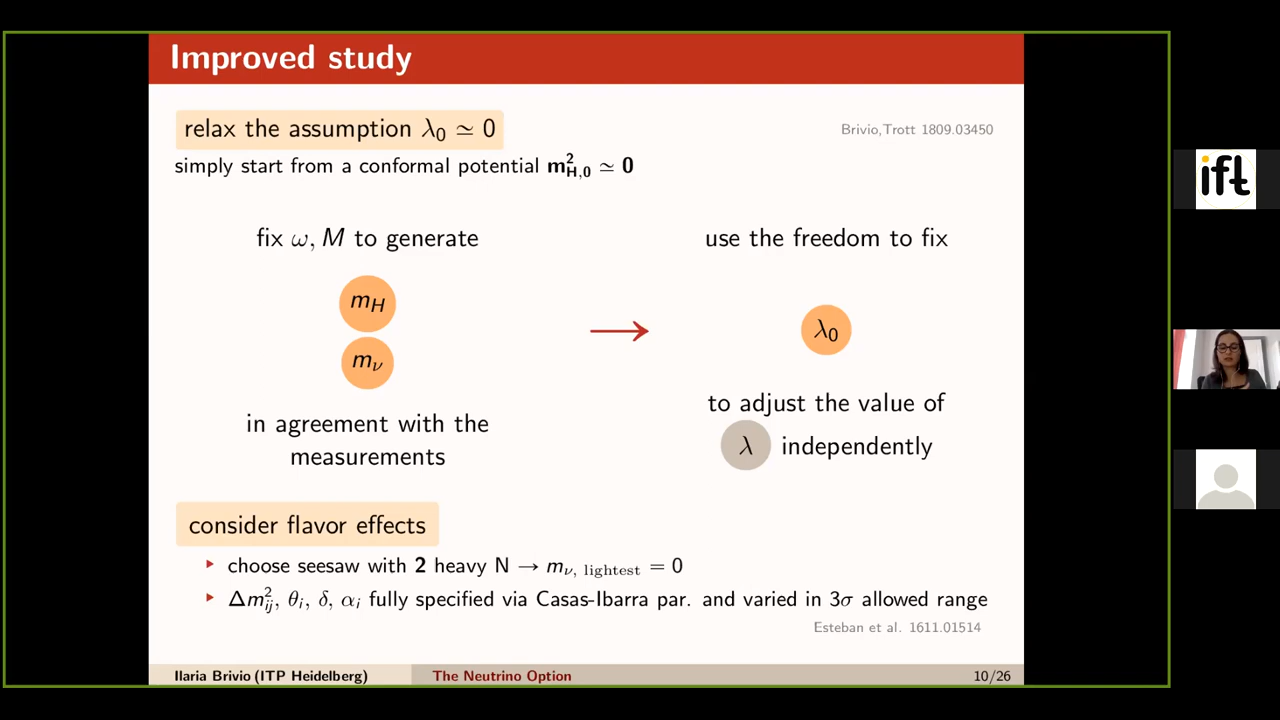 Improved study
relax the assumption λ₀ ≃ 0
Brivio,Trott 1809.03450
simply start from a conformal potential m²_{H,0} ≃ 0
fix ω, M to generate
use the freedom to fix
m_H
m_ν
→
λ₀
in agreement with the
measurements
to adjust the value of
λ independently
consider flavor effects
choose seesaw with 2 heavy N → m_{ν, lightest} = 0
Δm²_{ij}, θ_i, δ, α_i fully specified via Casas-Ibarra par. and varied in 3σ allowed range
Esteban et al. 1611.01514
Ilaria Brivio (ITP Heidelberg)
The Neutrino Option
10/26
ift